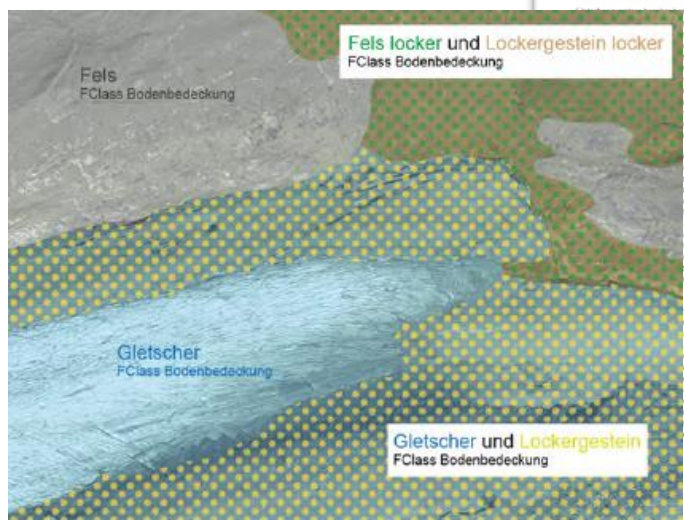 Fels
FClass Bodenbedeckung
Fels locker und Lockergestein locker
FClass Bodenbedeckung
Gletscher
FClass Bodenbedeckung
Gletscher und Lockergestein
FClass Bodenbedeckung